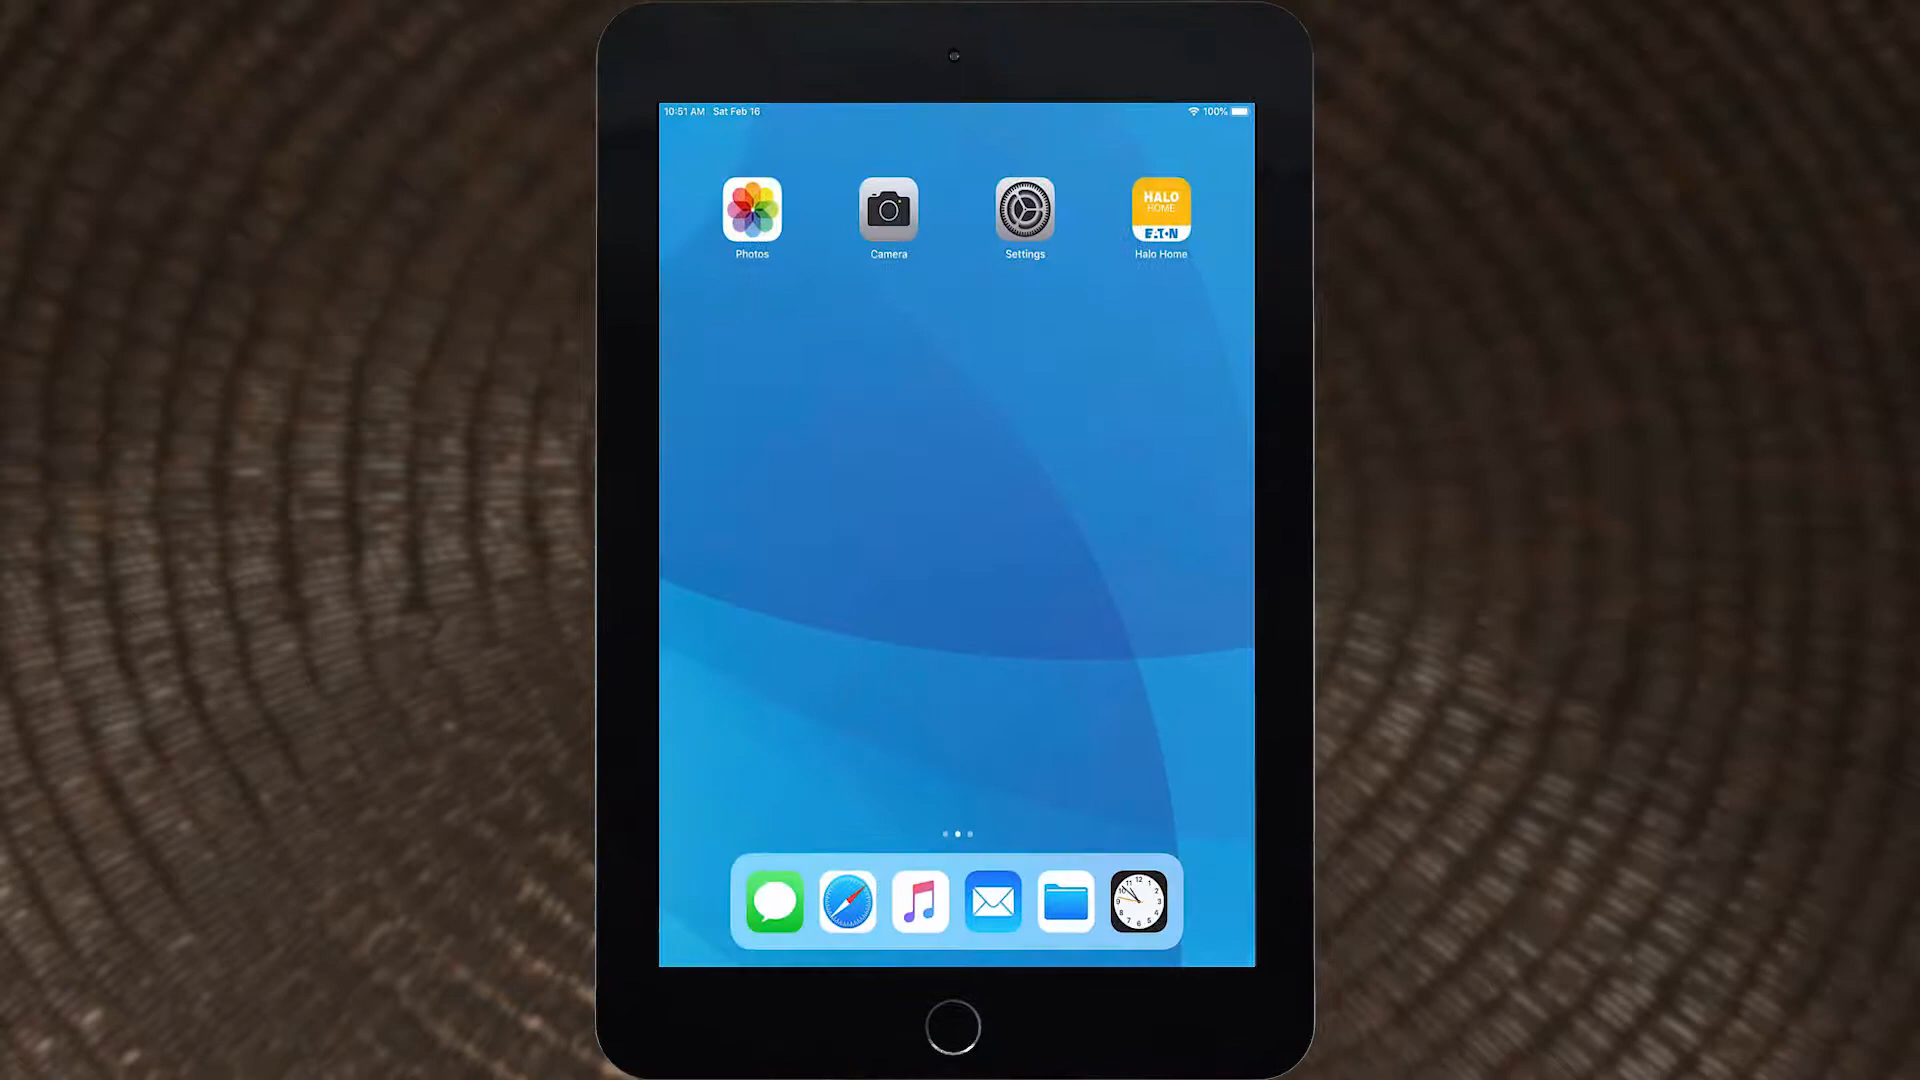 10:51 AM Sat Feb 16 100%
HALO
HOME
E.T.N
Photos Camera Settings Halo Home